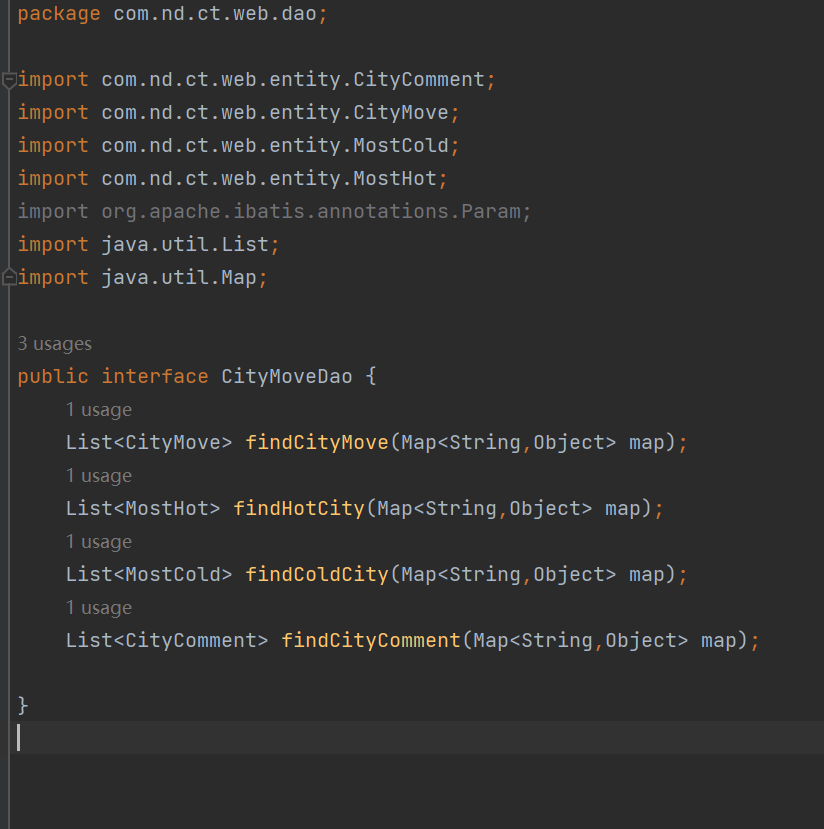 package com.nd.ct.web.dao;
import com.nd.ct.web.entity.CityComment;
import com.nd.ct.web.entity.CityMove;
import com.nd.ct.web.entity.MostCold;
import com.nd.ct.web.entity.MostHot;
import org.apache.ibatis.annotations.Param;
import java.util.List;
import java.util.Map;
3 usages
public interface CityMoveDao {
1 usage
List<CityMove> findCityMove(Map<String,Object> map);
1 usage
List<MostHot> findHotCity(Map<String,Object> map);
1 usage
List<MostCold> findColdCity(Map<String,Object> map);
1 usage
List<CityComment> findCityComment(Map<String,Object> map);
}